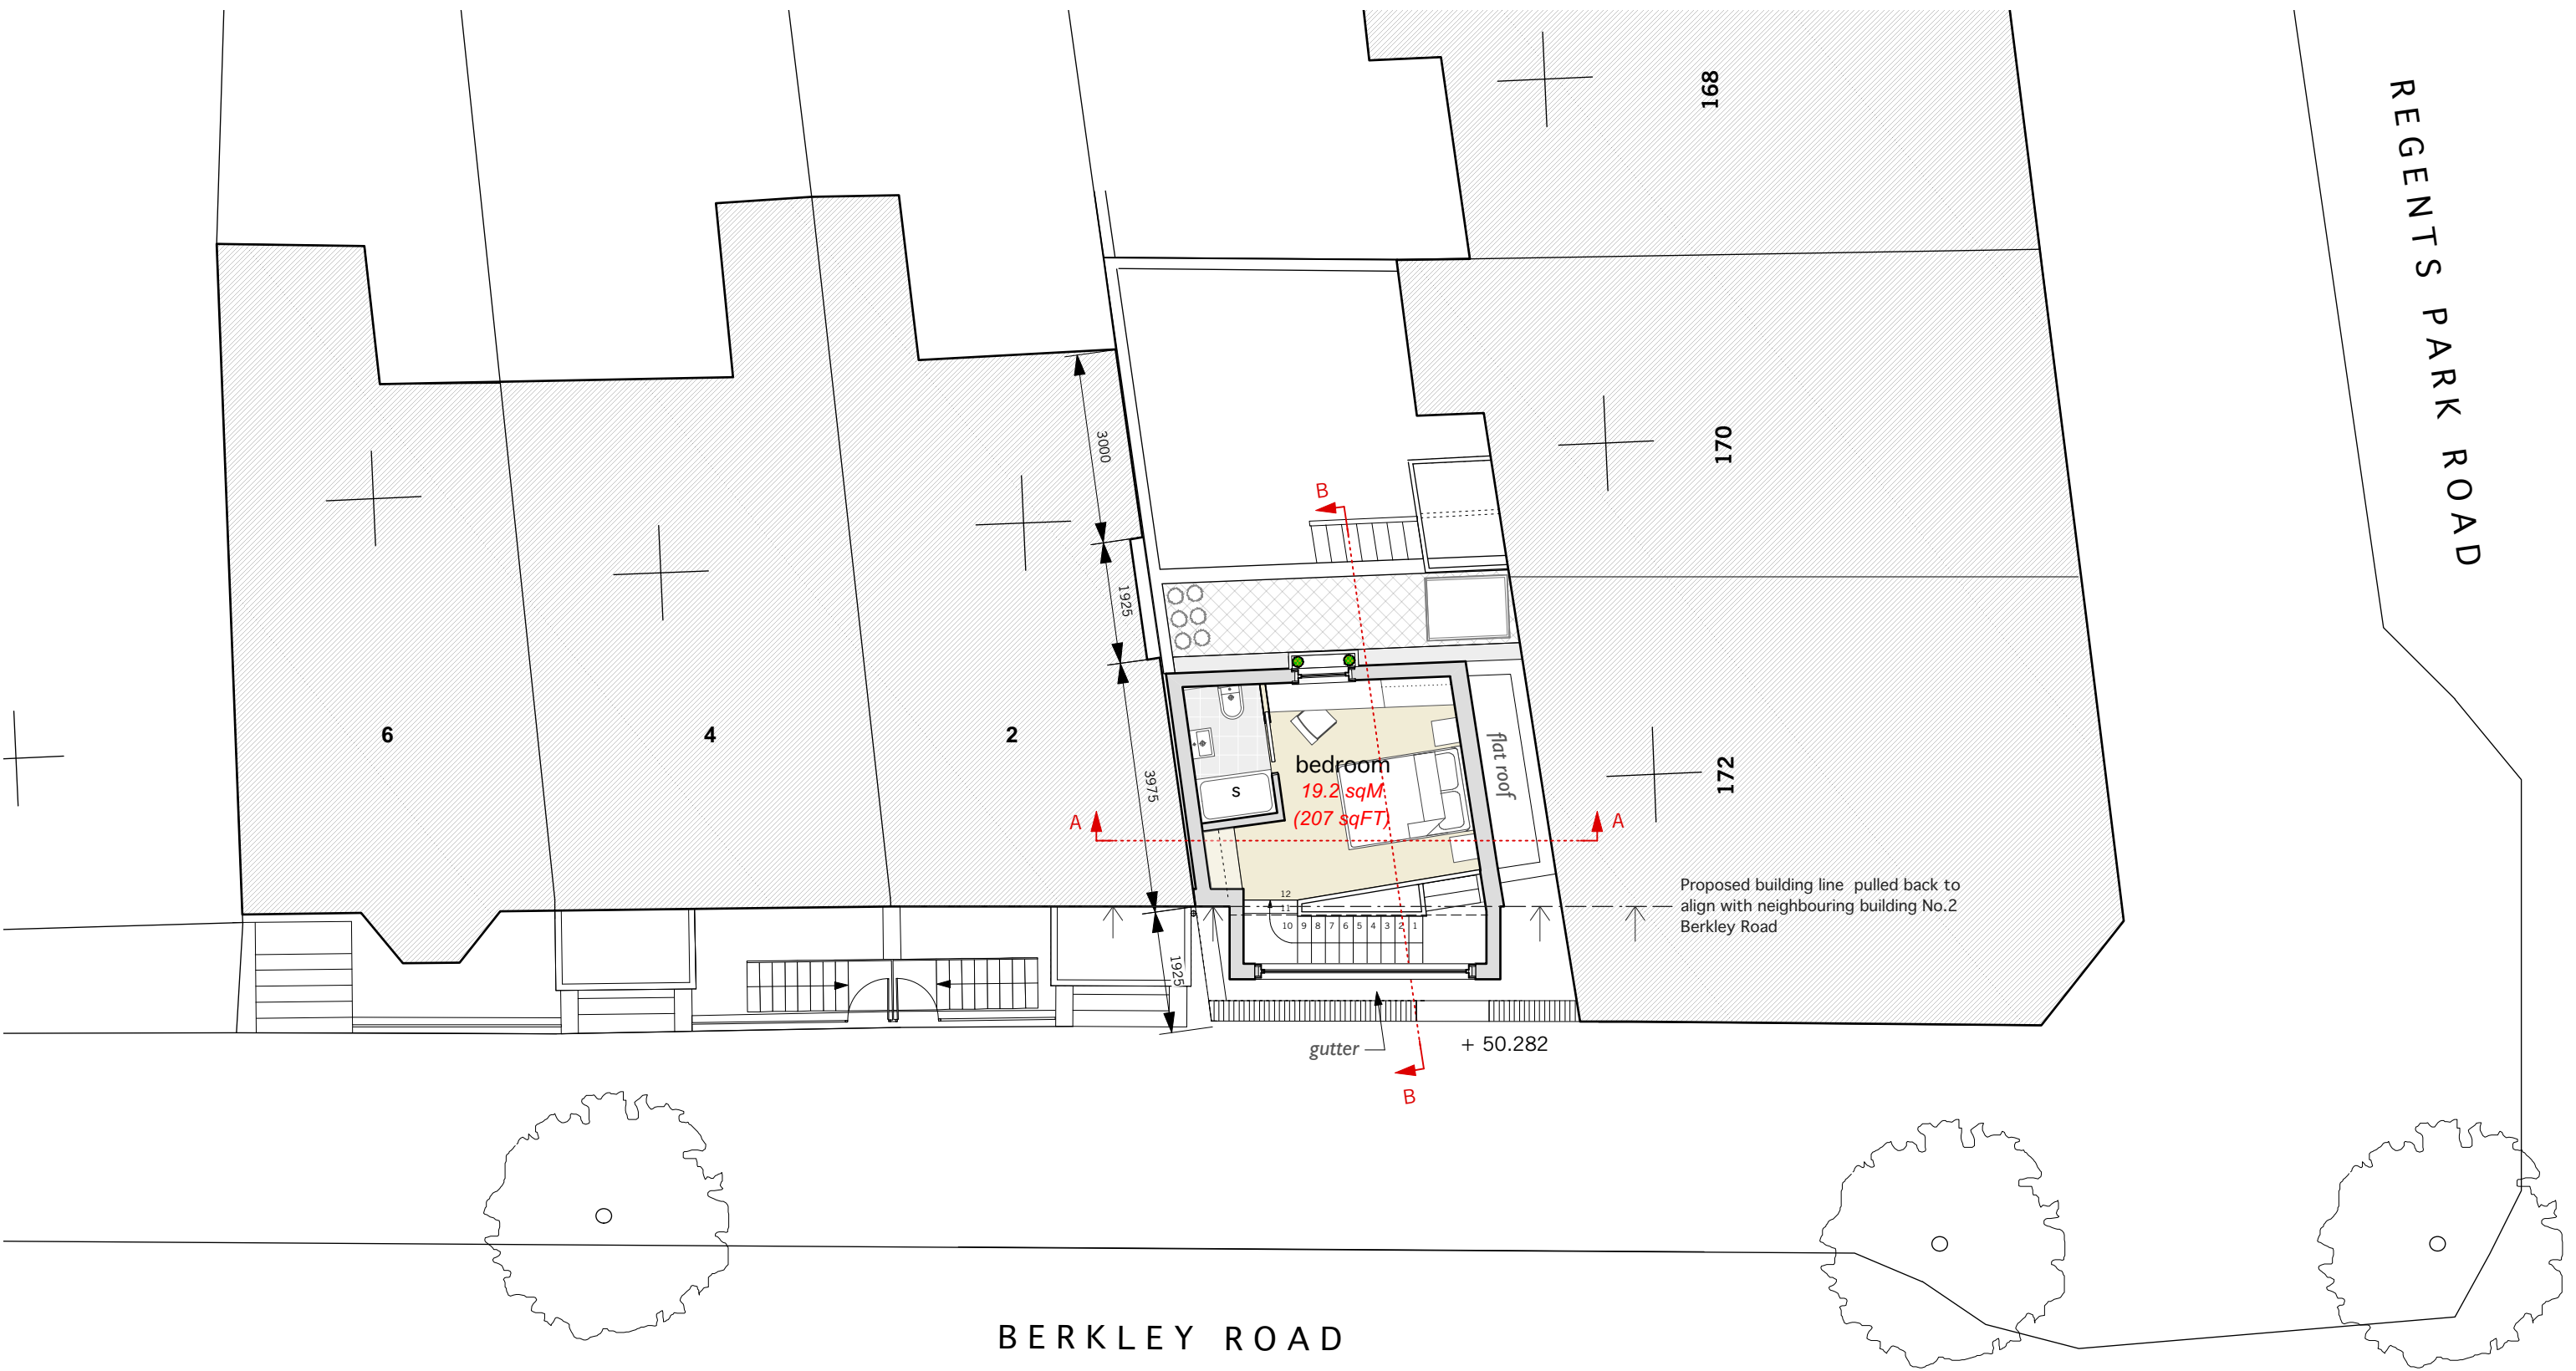 168
REGENTS PARK ROAD
3000
170
B
1925
6
4
2
3975
bedroom
19.2 sqM
(207 sqFT)
S
flat roof
172
A
A
Proposed building line pulled back to
align with neighbouring building No.2
Berkley Road
12
11
10 9 8 7 6 5 4 3 2 1
1925
gutter
+ 50.282
B
BERKLEY ROAD